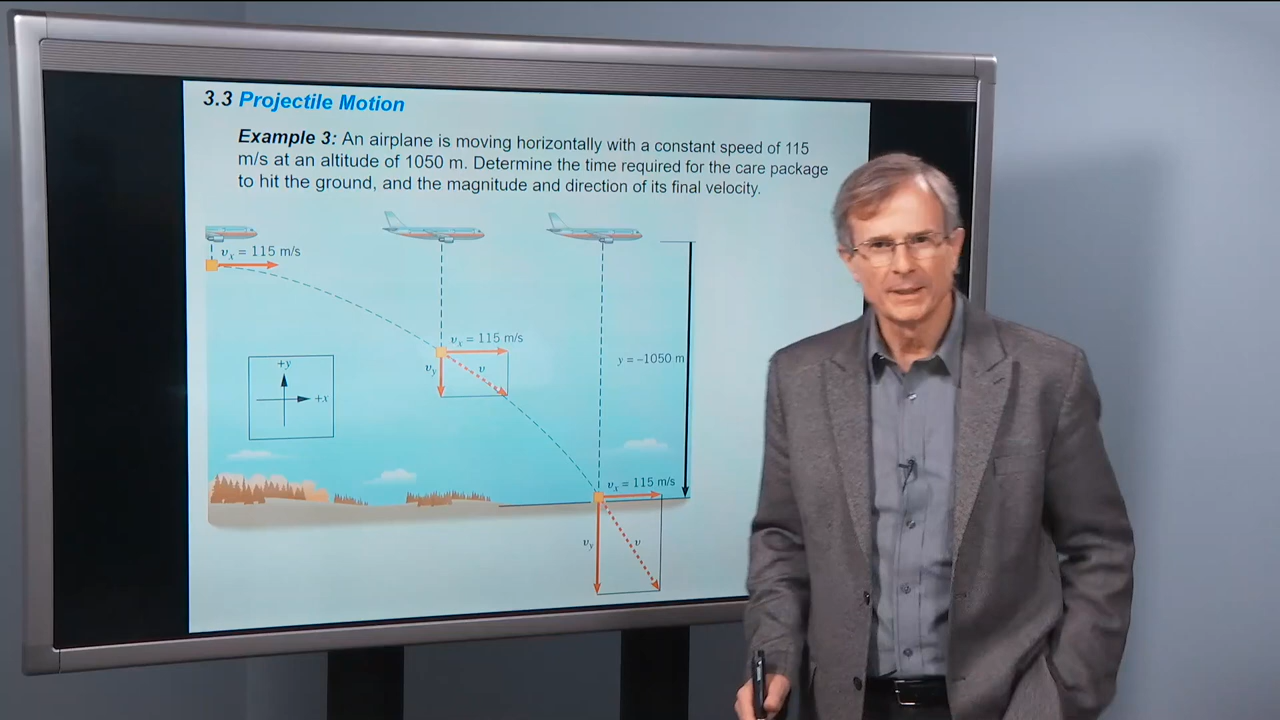 3.3 Projectile Motion
Example 3: An airplane is moving horizontally with a constant speed of 115
m/s at an altitude of 1050 m. Determine the time required for the care package
to hit the ground, and the magnitude and direction of its final velocity.
vx = 115 m/s
vx = 115 m/s
vy
v
y = −1050 m
+y
+x
vx = 115 m/s
vy
v